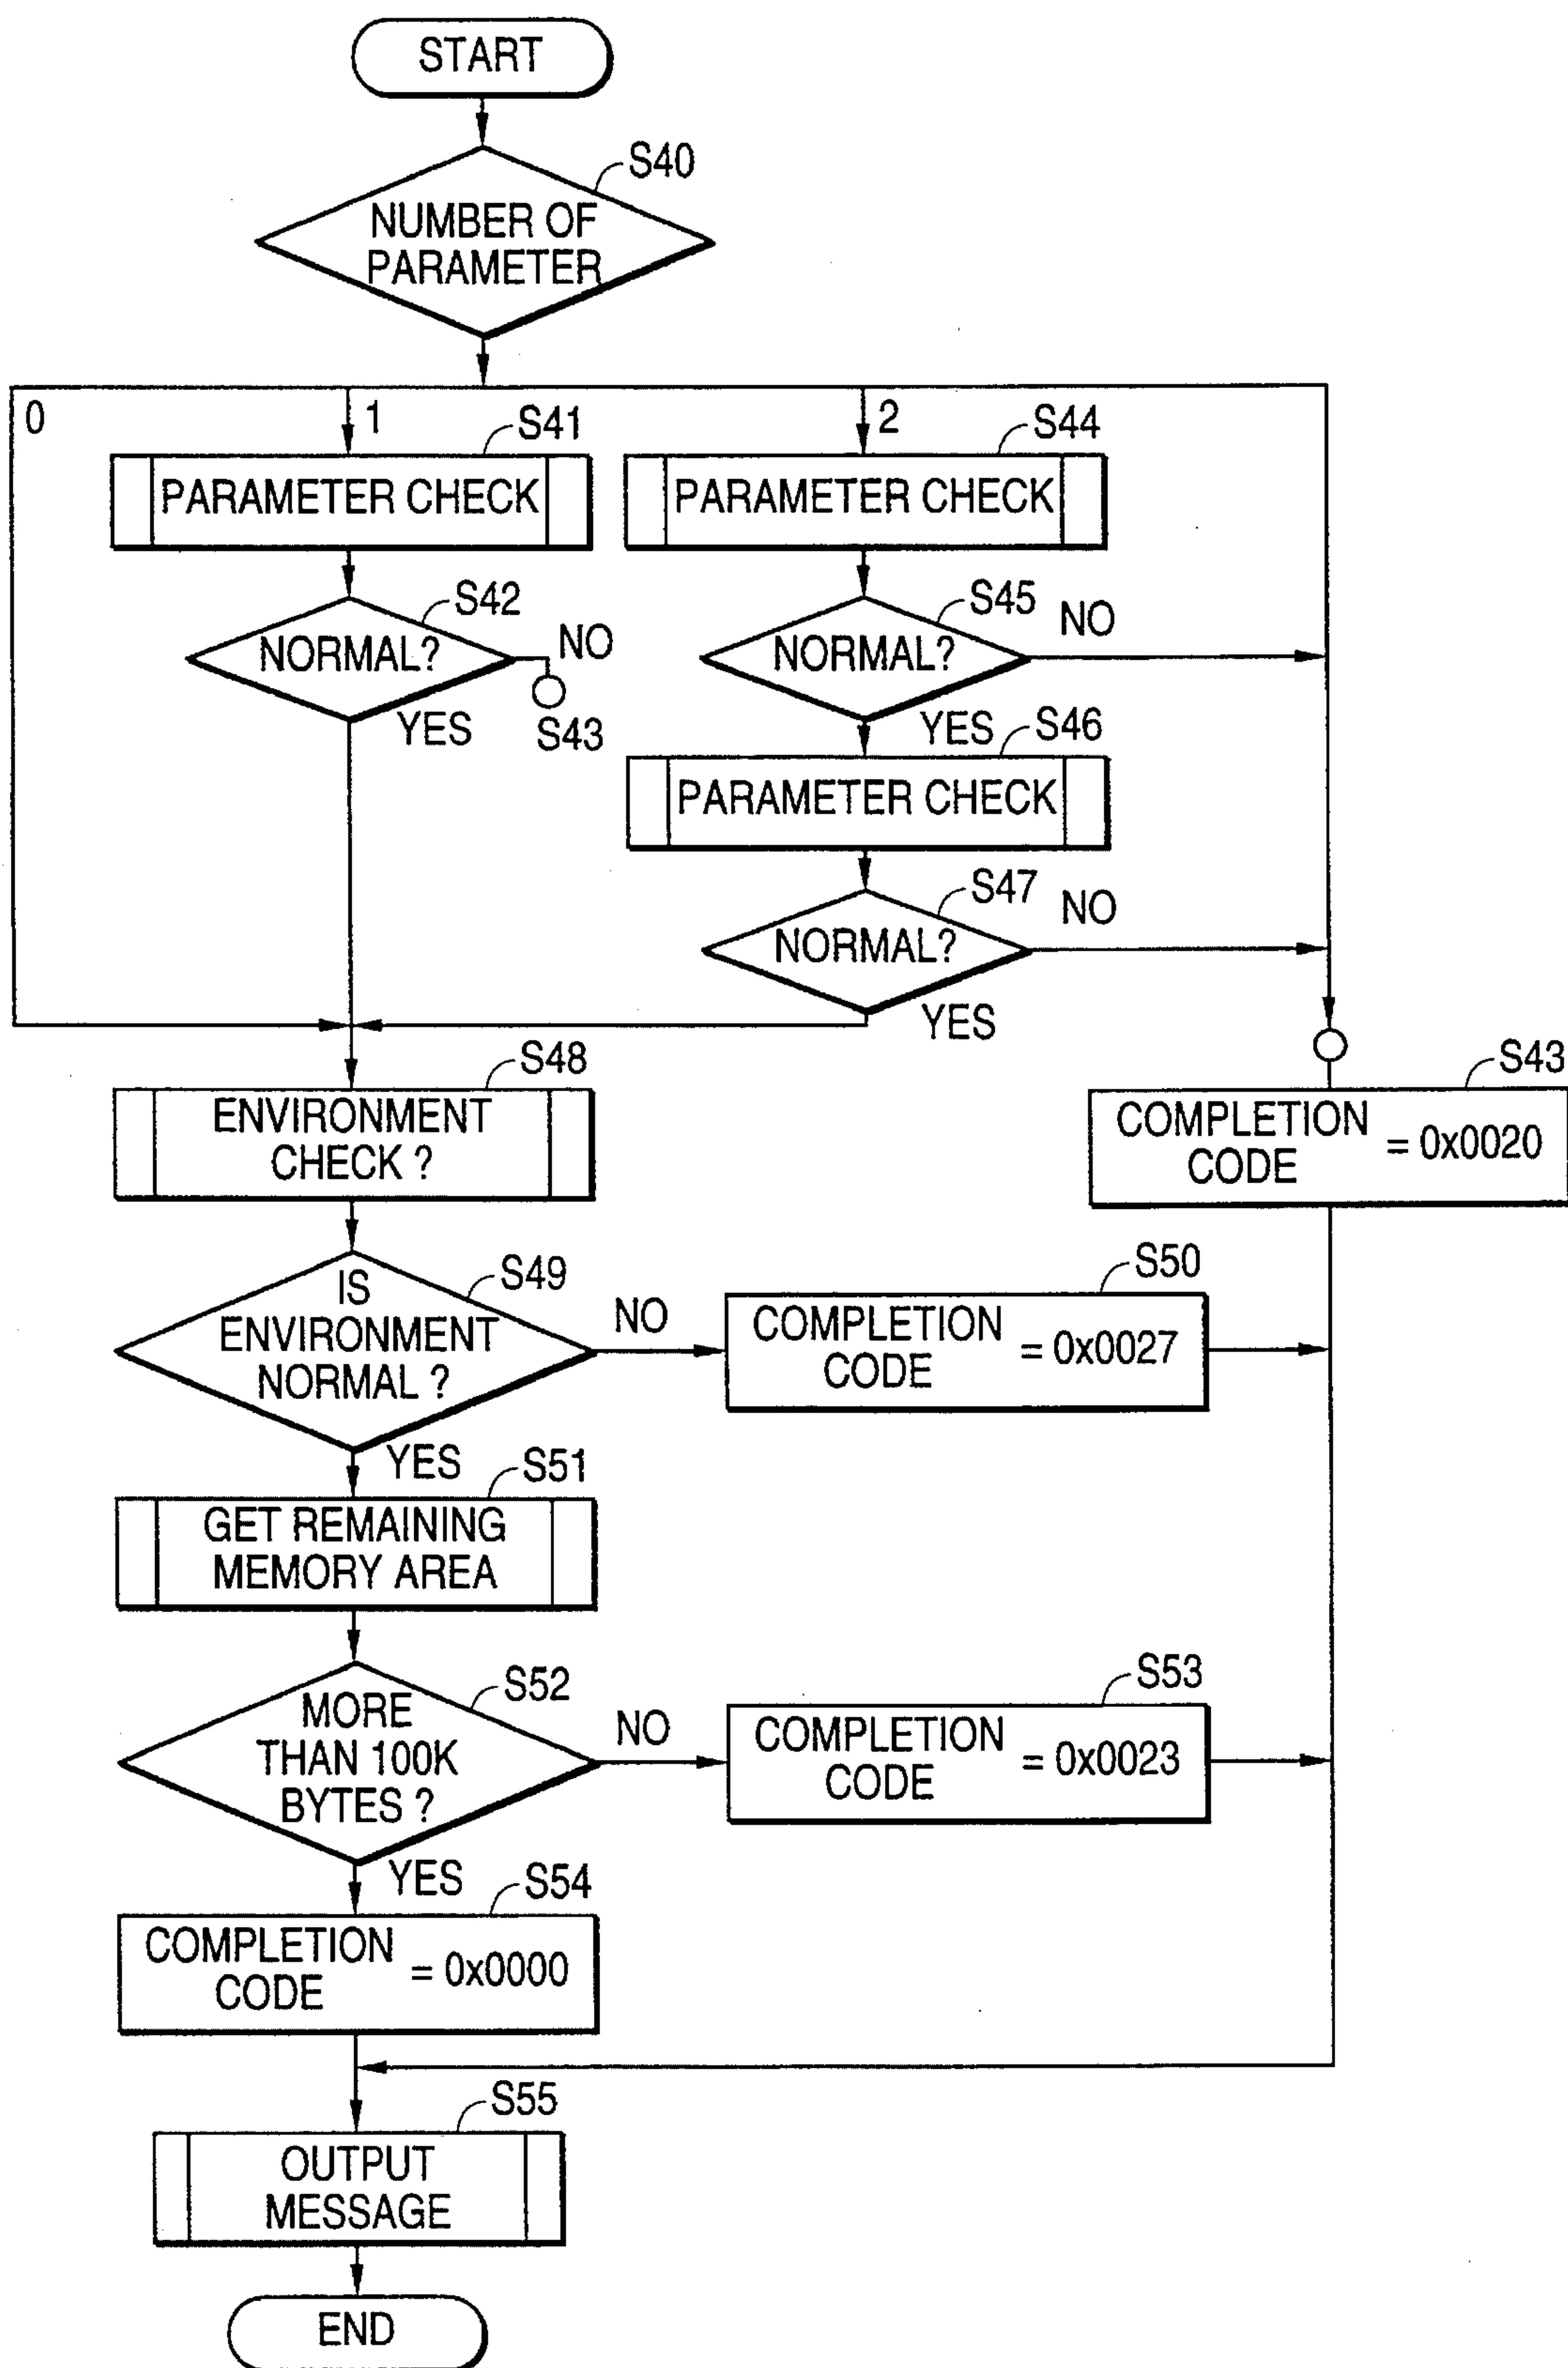 START
S40
NUMBER OF
PARAMETER
0
1
S41
2
S44
PARAMETER CHECK
PARAMETER CHECK
S42
NORMAL?
NO
S43
YES
S45
NORMAL?
NO
YES
S46
PARAMETER CHECK
S47
NORMAL?
NO
YES
S48
ENVIRONMENT
CHECK ?
S43
COMPLETION
CODE = 0x0020
S49
IS
ENVIRONMENT
NORMAL ?
NO
S50
COMPLETION
CODE = 0x0027
YES
S51
GET REMAINING
MEMORY AREA
S52
MORE
THAN 100K
BYTES ?
NO
S53
COMPLETION
CODE = 0x0023
YES
S54
COMPLETION
CODE = 0x0000
S55
OUTPUT
MESSAGE
END